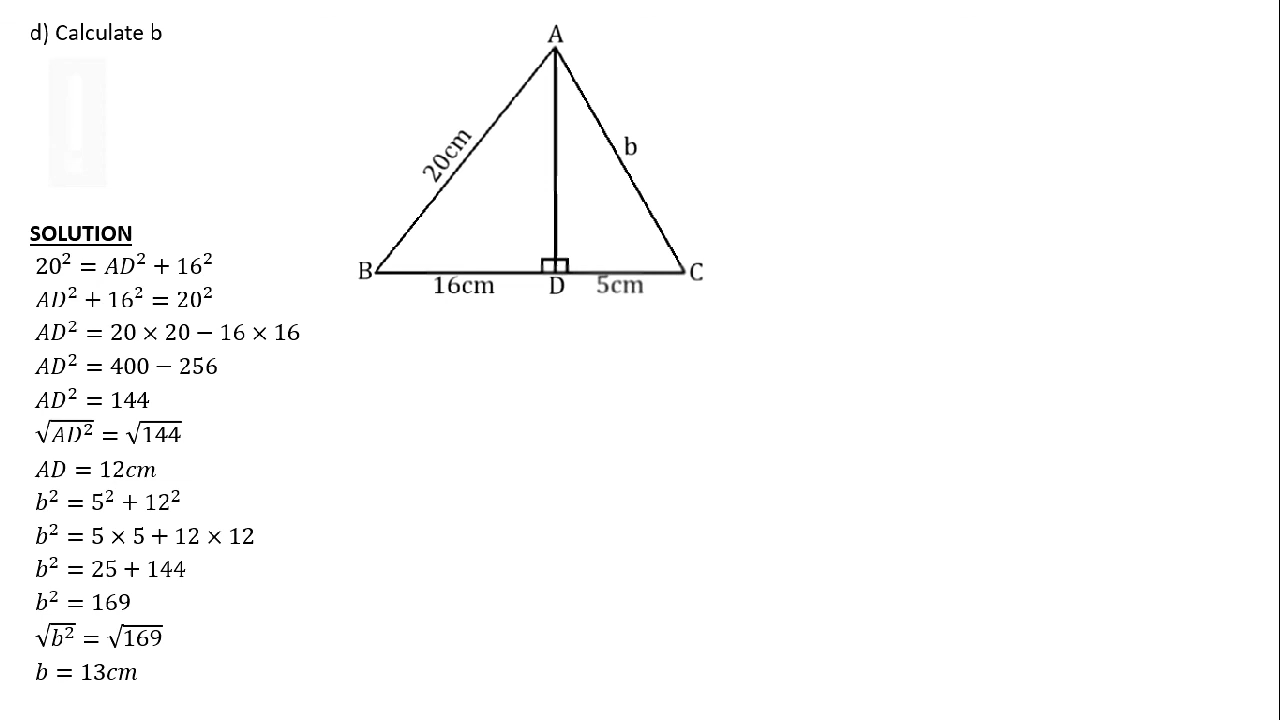 d) Calculate b
A
20cm
b
B
16cm
D
5cm
C
SOLUTION
20² = AD² + 16²
AD² + 16² = 20²
AD² = 20 × 20 − 16 × 16
AD² = 400 − 256
AD² = 144
√AD² = √144
AD = 12cm
b² = 5² + 12²
b² = 5 × 5 + 12 × 12
b² = 25 + 144
b² = 169
√b² = √169
b = 13cm